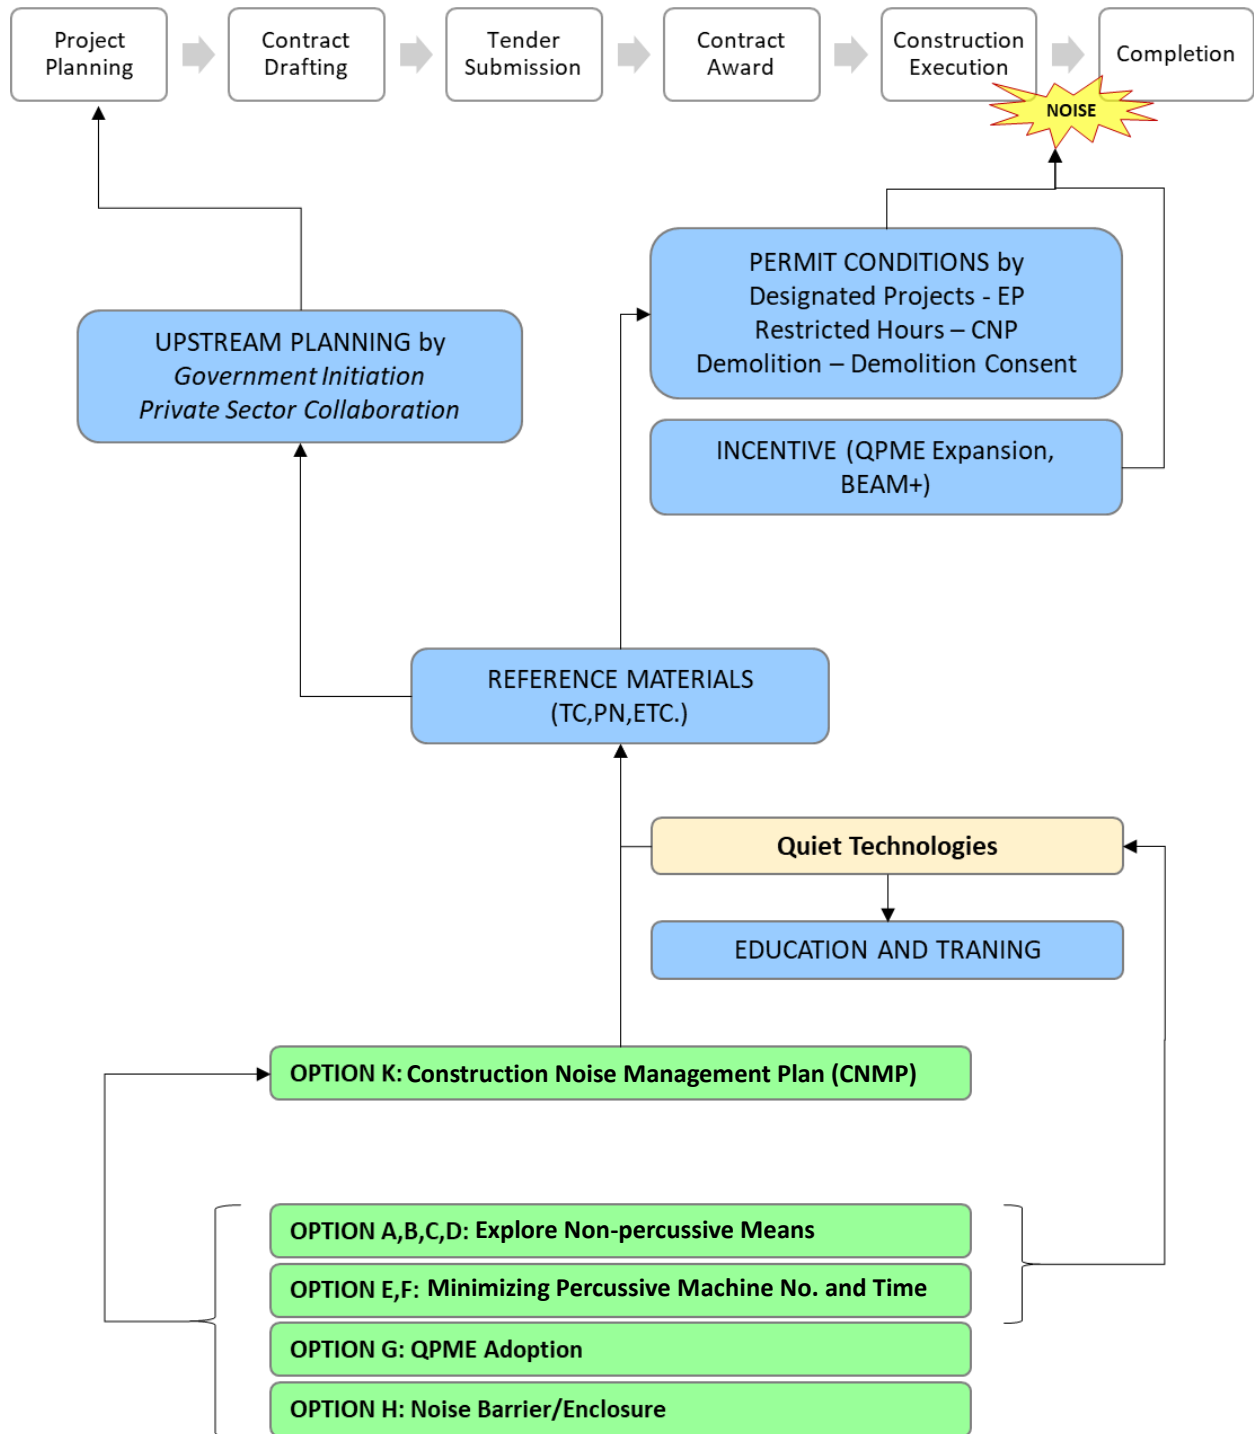 Project
Planning
Contract
Drafting
Tender
Submission
Contract
Award
Construction
Execution
Completion
NOISE
PERMIT CONDITIONS by
Designated Projects - EP
Restricted Hours – CNP
Demolition – Demolition Consent
UPSTREAM PLANNING by
Government Initiation
Private Sector Collaboration
INCENTIVE (QPME Expansion,
BEAM+)
REFERENCE MATERIALS
(TC,PN,ETC.)
Quiet Technologies
EDUCATION AND TRANING
OPTION K: Construction Noise Management Plan (CNMP)
OPTION A,B,C,D: Explore Non-percussive Means
OPTION E,F: Minimizing Percussive Machine No. and Time
OPTION G: QPME Adoption
OPTION H: Noise Barrier/Enclosure